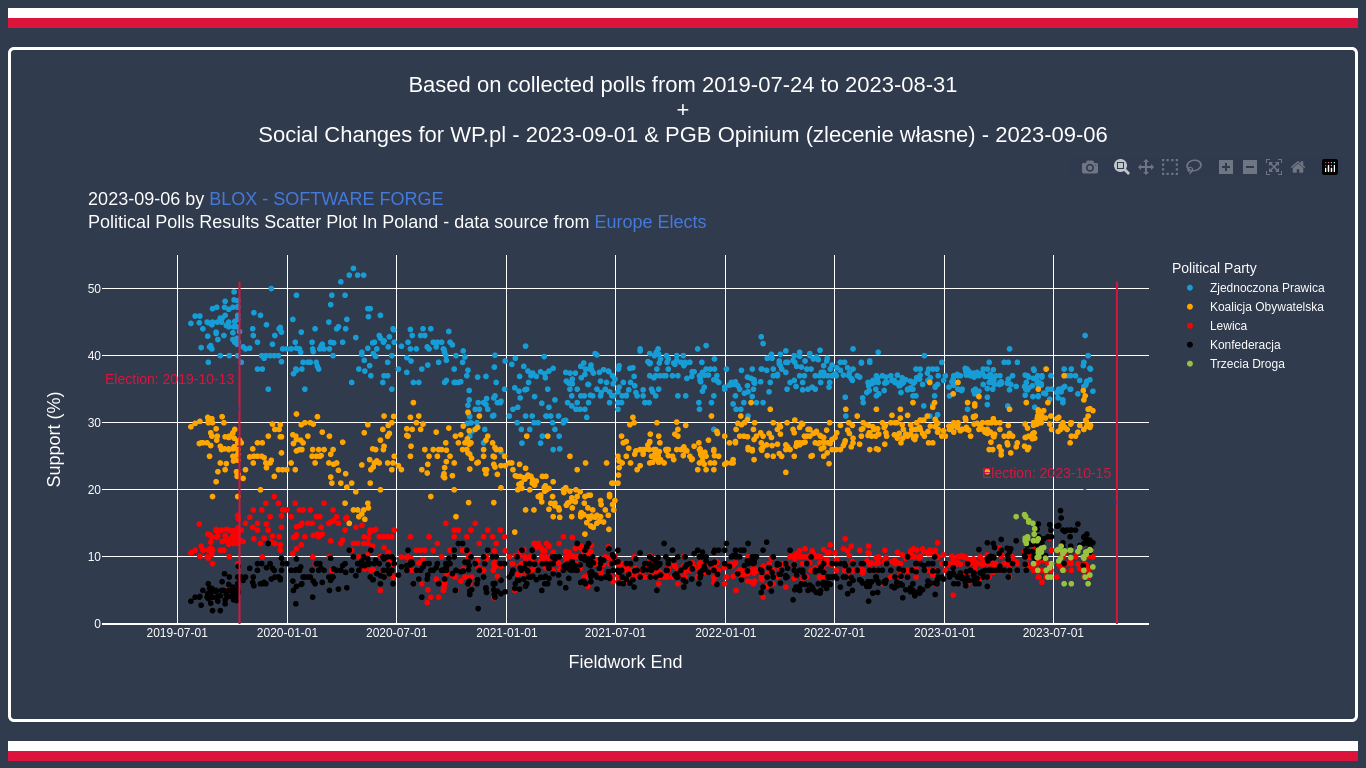 Based on collected polls from 2019-07-24 to 2023-08-31
+
Social Changes for WP.pl - 2023-09-01 & PGB Opinium (zlecenie własne) - 2023-09-06
2023-09-06 by BLOX - SOFTWARE FORGE
Political Polls Results Scatter Plot In Poland - data source from Europe Elects
Political Party
Zjednoczona Prawica
Koalicja Obywatelska
Lewica
Konfederacja
Trzecia Droga
Support (%)
50
40
30
20
10
0
Election: 2019-10-13
Election: 2023-10-15
2019-07-01
2020-01-01
2020-07-01
2021-01-01
2021-07-01
2022-01-01
2022-07-01
2023-01-01
2023-07-01
Fieldwork End